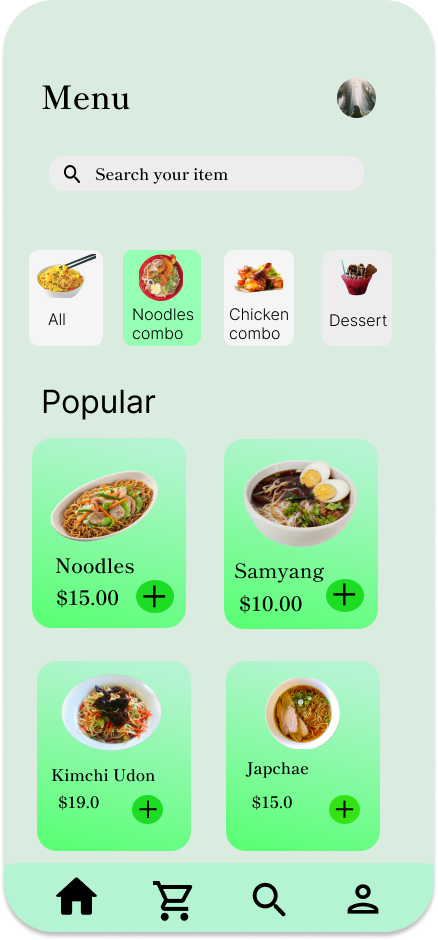 Menu
Search your item
All
Noodles
combo
Chicken
combo
Dessert
Popular
Noodles
$15.00
Samyang
$10.00
Kimchi Udon
$19.0
Japchae
$15.0